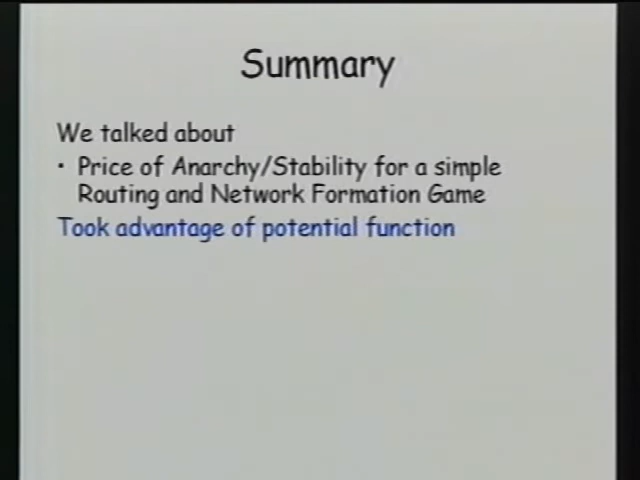 Summary
We talked about
• Price of Anarchy/Stability for a simple
Routing and Network Formation Game
Took advantage of potential function